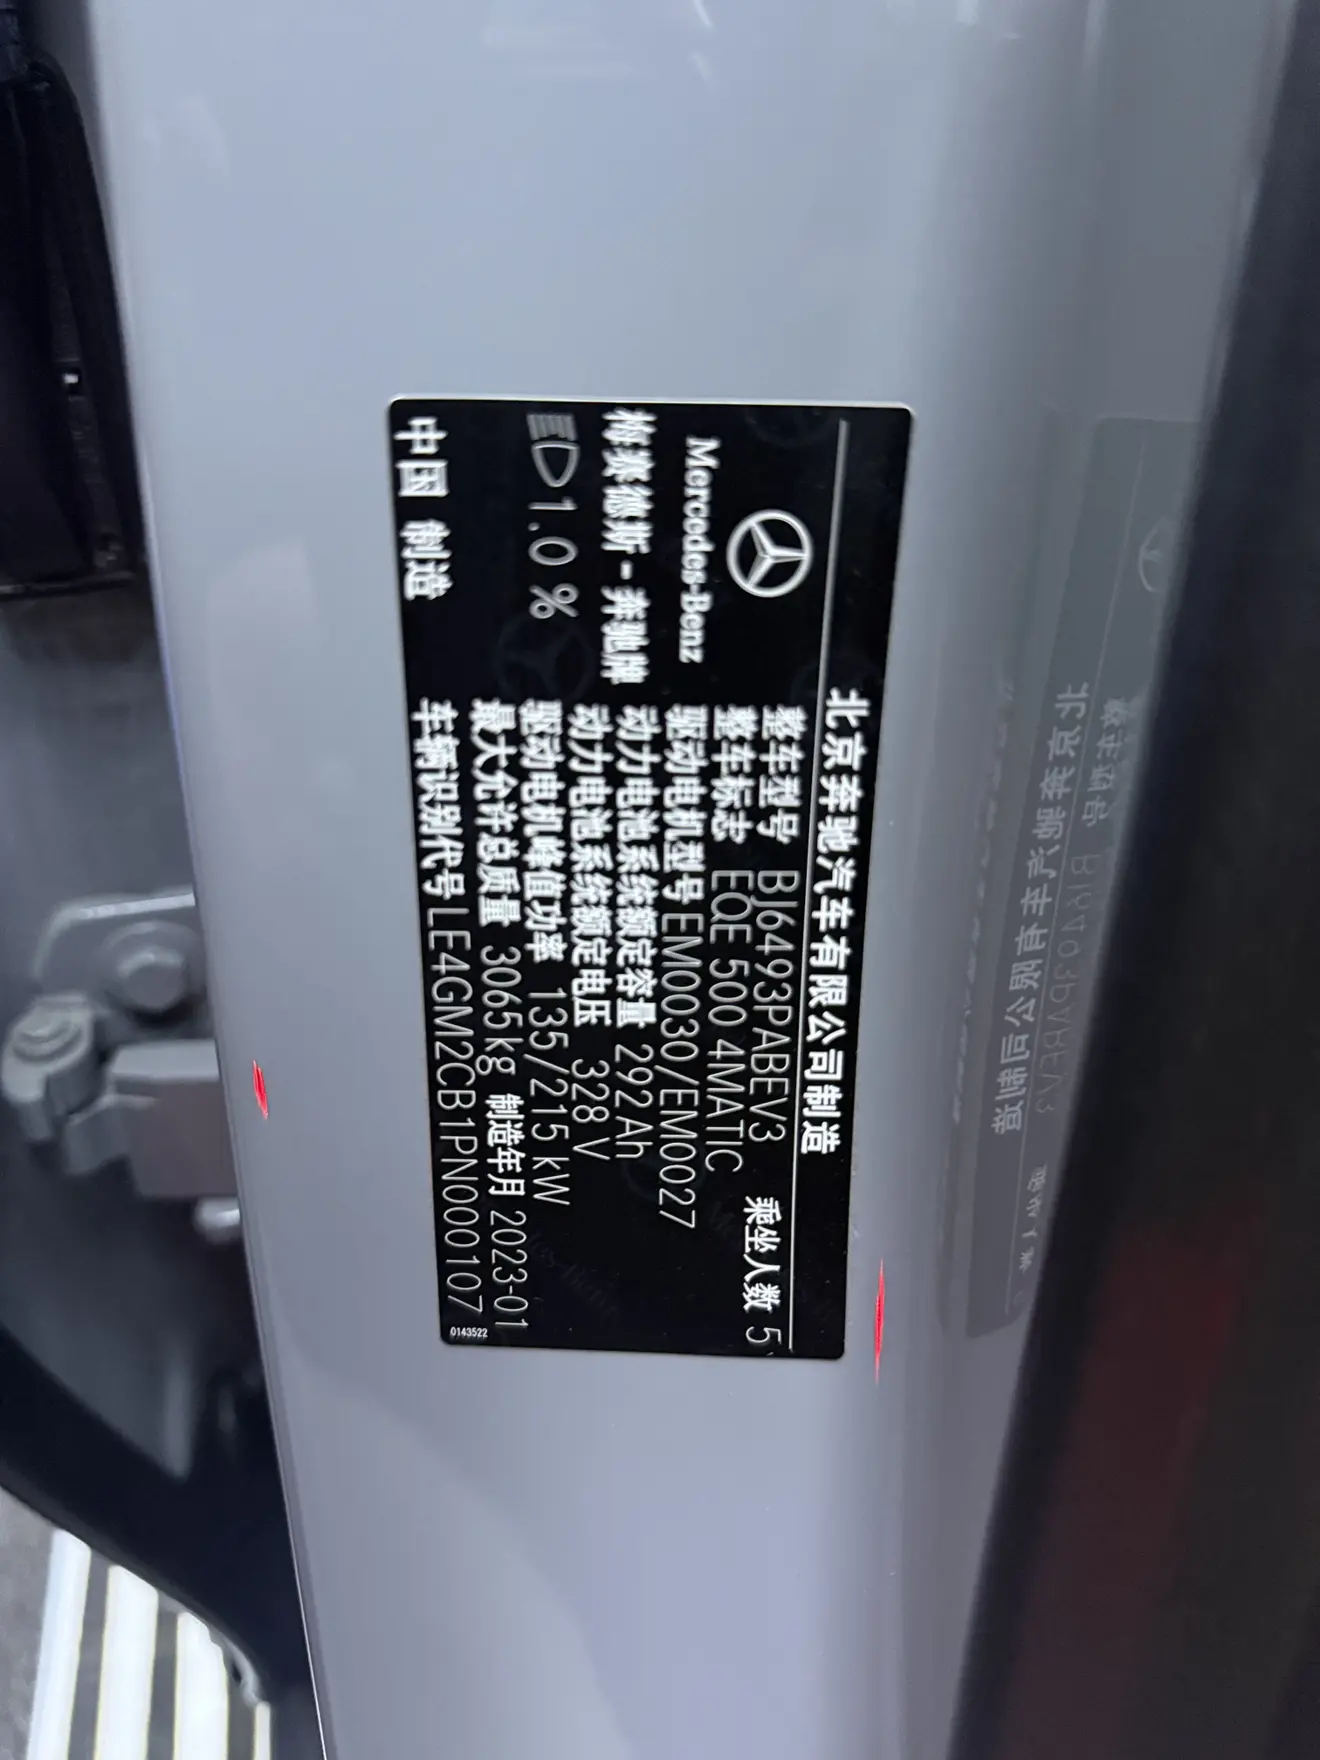 北京奔驰汽车有限公司制造
Mercedes-Benz
梅赛德斯-奔驰牌
1.0 %
中国 制造
整车型号 BJ6493PABEV3 乘坐人数 5
整车标志 EQE 500 4MATIC
驱动电机型号 EM0030/EM0027
动力电池系统额定容量 292 Ah
动力电池系统额定电压 328 V
驱动电机峰值功率 135/215 kW
最大允许总质量 3065kg 制造年月 2023-01
车辆识别代号 LE4GM2CB1PN000107
0143522